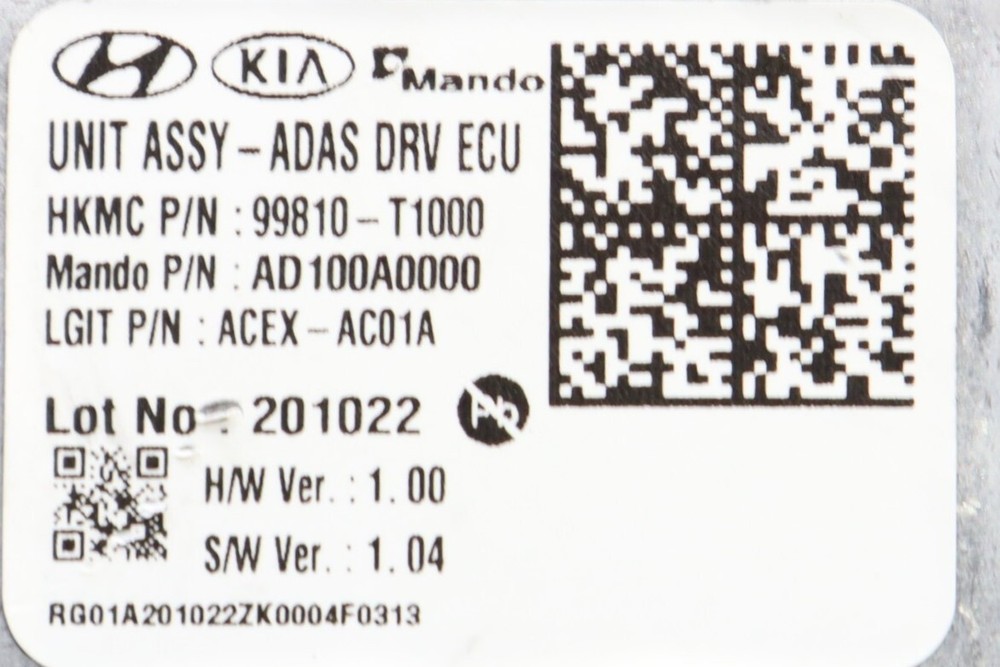 KIA Mando
UNIT ASSY-ADAS DRV ECU
HKMC P/N : 99810-T1000
Mando P/N : AD100A0000
LGIT P/N : ACEX-AC01A
Lot No : 201022 Pb
H/W Ver. : 1.00
S/W Ver. : 1.04
RG01A201022ZK0004F0313